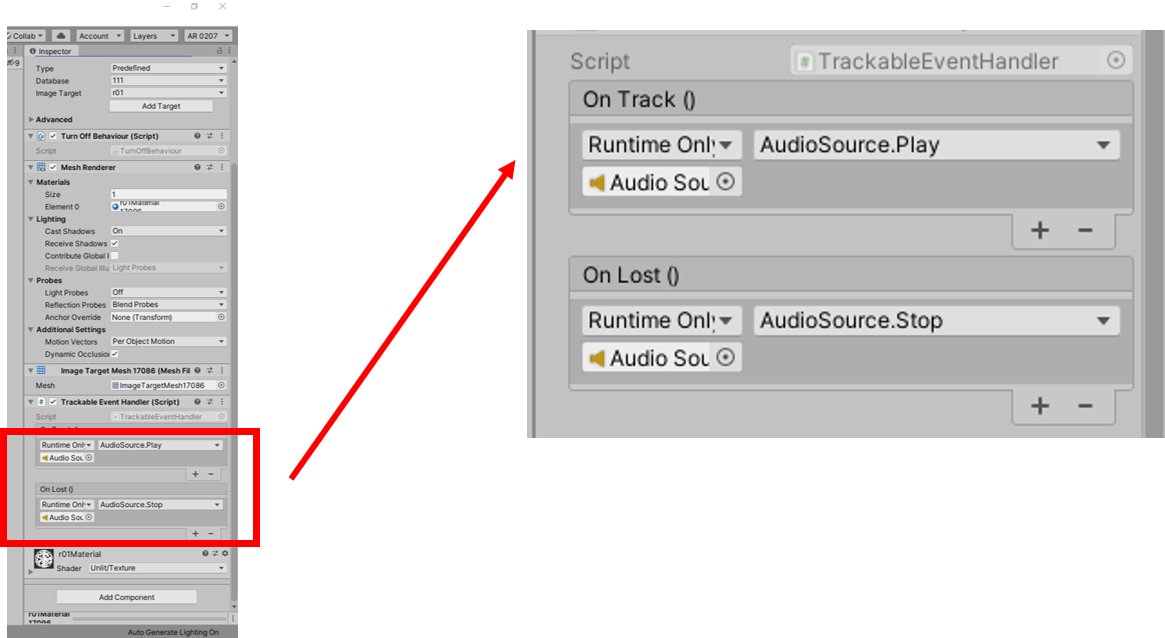 Collab
Account
Layers
AR 0207
Inspector
Type Predefined
Database 111
Image Target r01
Add Target
Advanced
Turn Off Behaviour (Script)
Script TurnOffBehaviour
Mesh Renderer
Materials
Size 1
Element 0 r01Material
Lighting
Cast Shadows On
Receive Shadows
Contribute Global I
Receive Global Illu Light Probes
Probes
Light Probes Off
Reflection Probes Blend Probes
Anchor Override None (Transform)
Additional Settings
Motion Vectors Per Object Motion
Dynamic Occlusio
Image Target Mesh 17086 (Mesh Fil
Mesh ImageTargetMesh17086
Trackable Event Handler (Script)
Script TrackableEventHandler
Runtime Onl AudioSource.Play
Audio Sou
+ −
On Lost ()
Runtime Onl AudioSource.Stop
Audio Sou
+ −
r01Material
Shader Unlit/Texture
Add Component
r01Material
Auto Generate Lighting On
Script # TrackableEventHandler
On Track ()
Runtime Onl AudioSource.Play
Audio Sou
+ −
On Lost ()
Runtime Onl AudioSource.Stop
Audio Sou
+ −